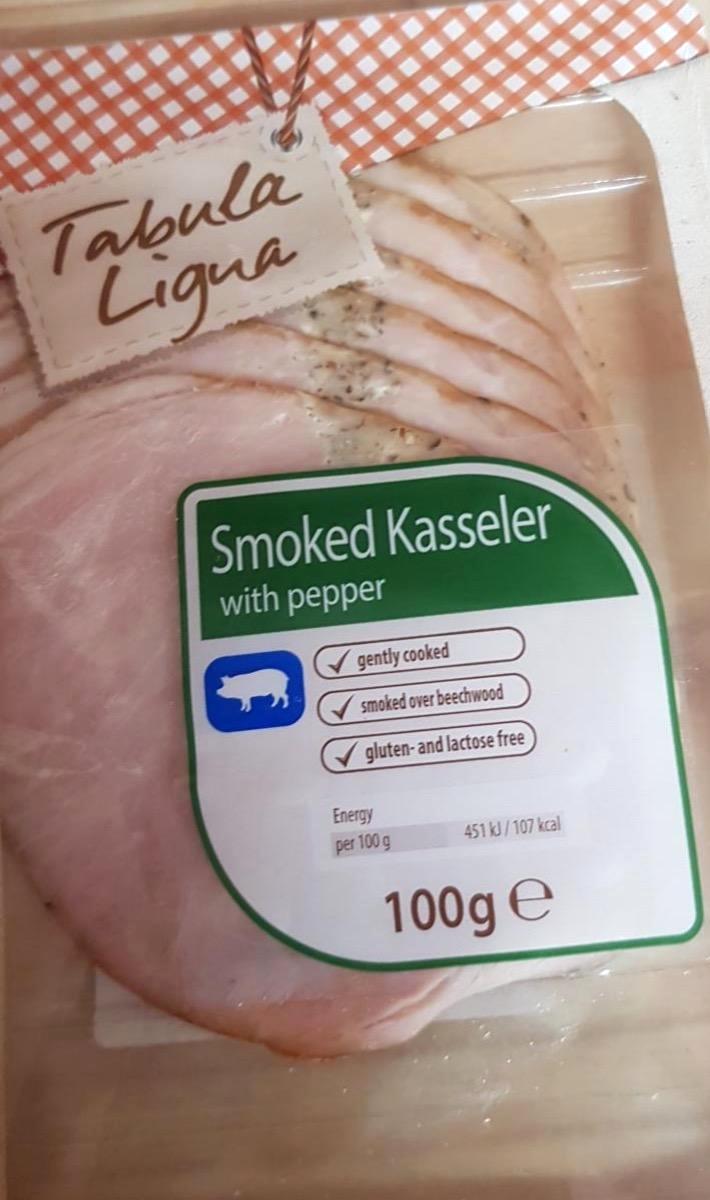 Tabula
Ligna
Smoked Kasseler
with pepper
gently cooked
smoked over beechwood
gluten- and lactose free
Energy
per 100 g 451 kJ / 107 kcal
100g ℮